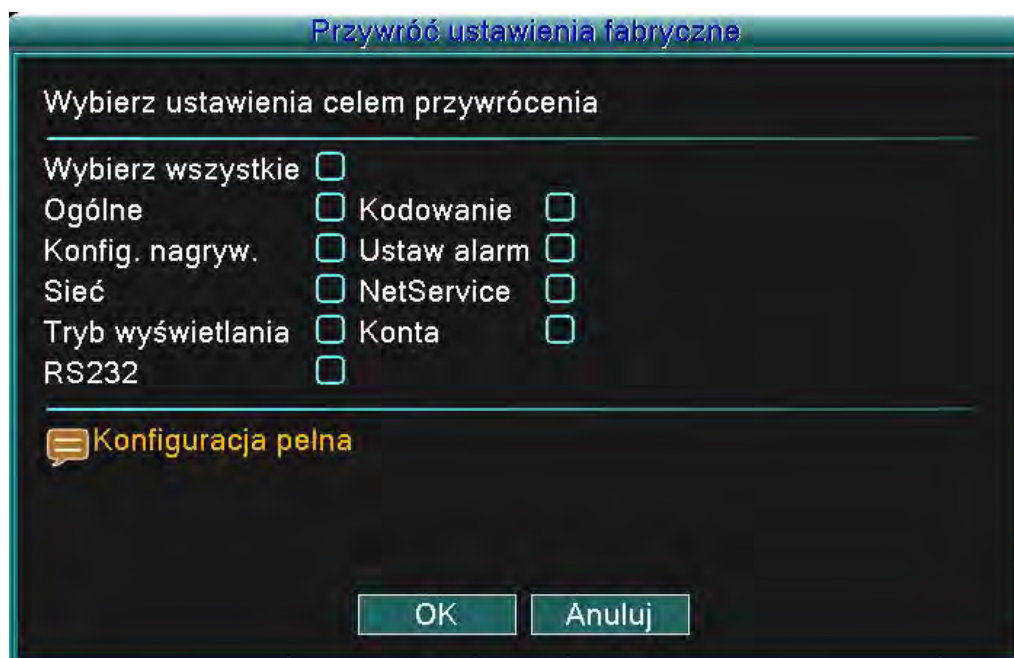 Przywróć ustawienia fabryczne
Wybierz ustawienia celem przywrócenia
Wybierz wszystkie
Ogólne Kodowanie
Konfig. nagryw. Ustaw alarm
Sieć NetService
Tryb wyświetlania Konta
RS232
Konfiguracja pełna
OK Anuluj